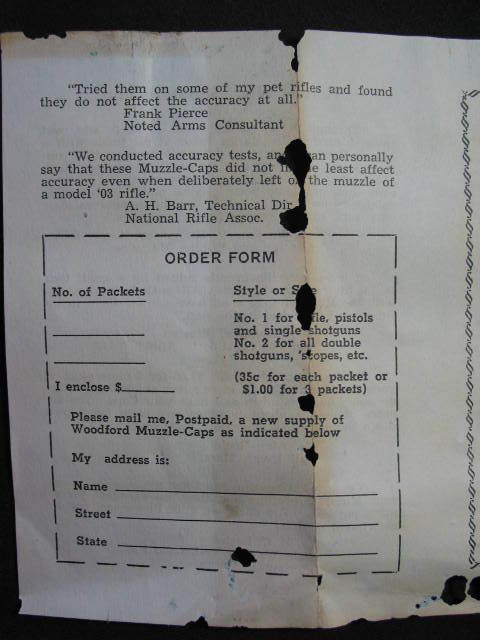 "Tried them on some of my pet rifles and found
they do not affect the accuracy at all."
Frank Pierce
Noted Arms Consultant
"We conducted accuracy tests, and can personally
say that these Muzzle-Caps did not in the least affect
accuracy even when deliberately left on the muzzle of
a model '03 rifle."
A. H. Barr, Technical Dir
National Rifle Assoc.
ORDER FORM
No. of Packets
Style or Size
No. 1 for rifle, pistols
and single shotguns
No. 2 for all double
shotguns, 'scopes, etc.
I enclose $
(35c for each packet or
$1.00 for 3 packets)
Please mail me, Postpaid, a new supply of
Woodford Muzzle-Caps as indicated below
My address is:
Name
Street
State